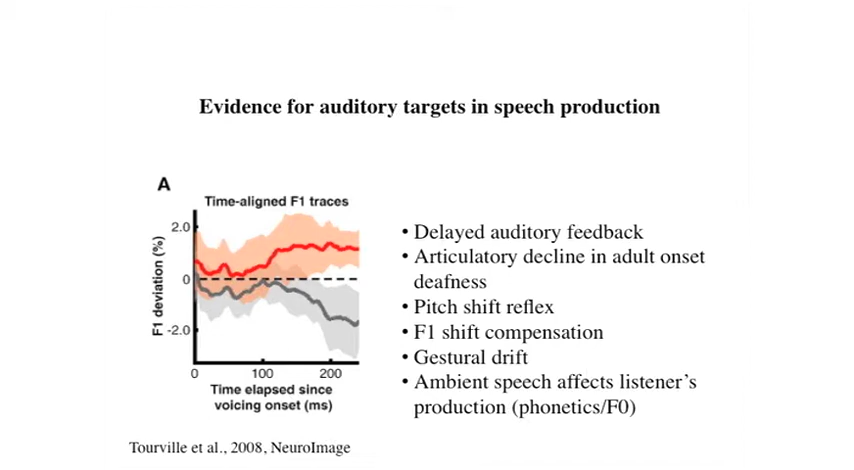 Evidence for auditory targets in speech production
A
Time-aligned F1 traces
F1 deviation (%)
2.0
0
-2.0
0 100 200
Time elapsed since
voicing onset (ms)
• Delayed auditory feedback
• Articulatory decline in adult onset
deafness
• Pitch shift reflex
• F1 shift compensation
• Gestural drift
• Ambient speech affects listener's
production (phonetics/F0)
Tourville et al., 2008, NeuroImage